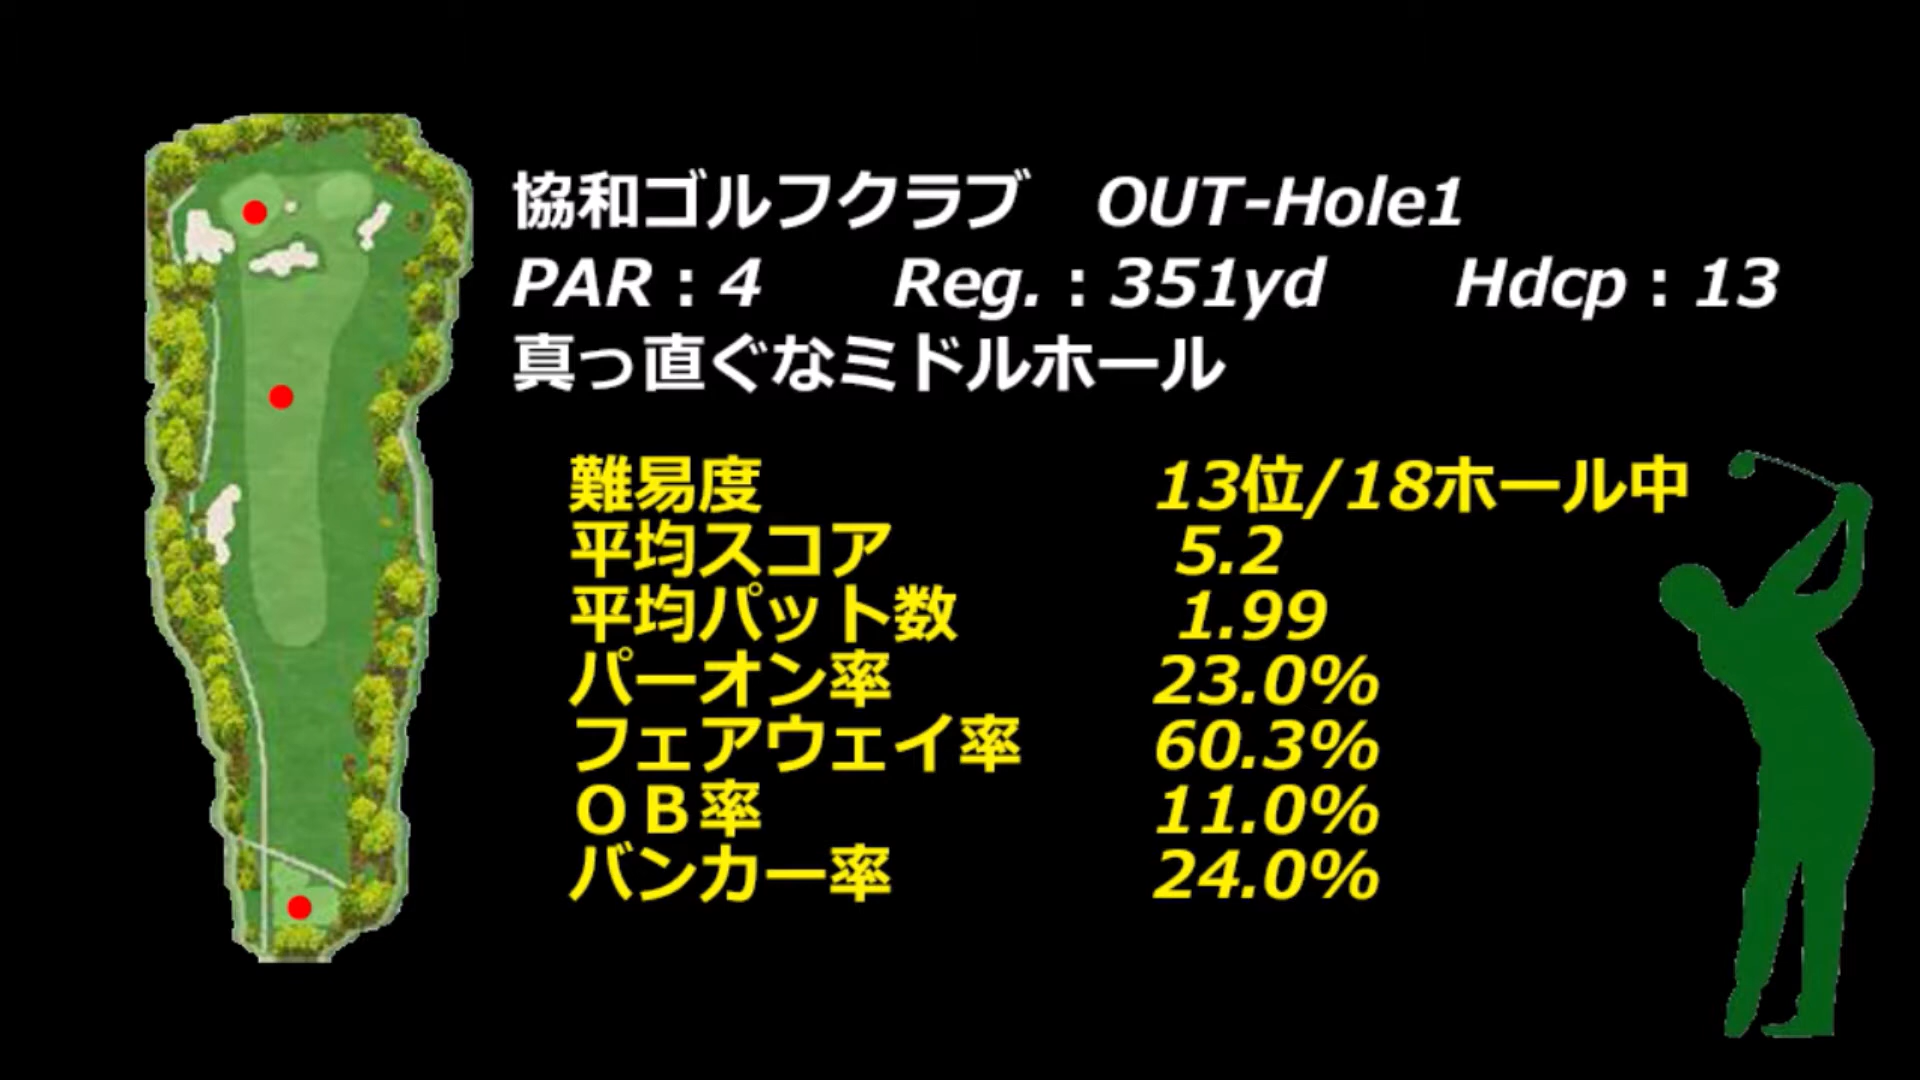 協和ゴルフクラブ　OUT-Hole1
PAR：4　　Reg.：351yd　　Hdcp：13
真っ直ぐなミドルホール
難易度　13位/18ホール中
平均スコア　5.2
平均パット数　1.99
パーオン率　23.0%
フェアウェイ率　60.3%
ＯＢ率　11.0%
バンカー率　24.0%